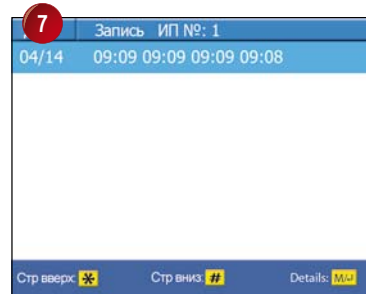 7
Запись ИП №: 1
04/14 09:09 09:09 09:09 09:08
Стр вверх: * Стр вниз: # Details: M/↵